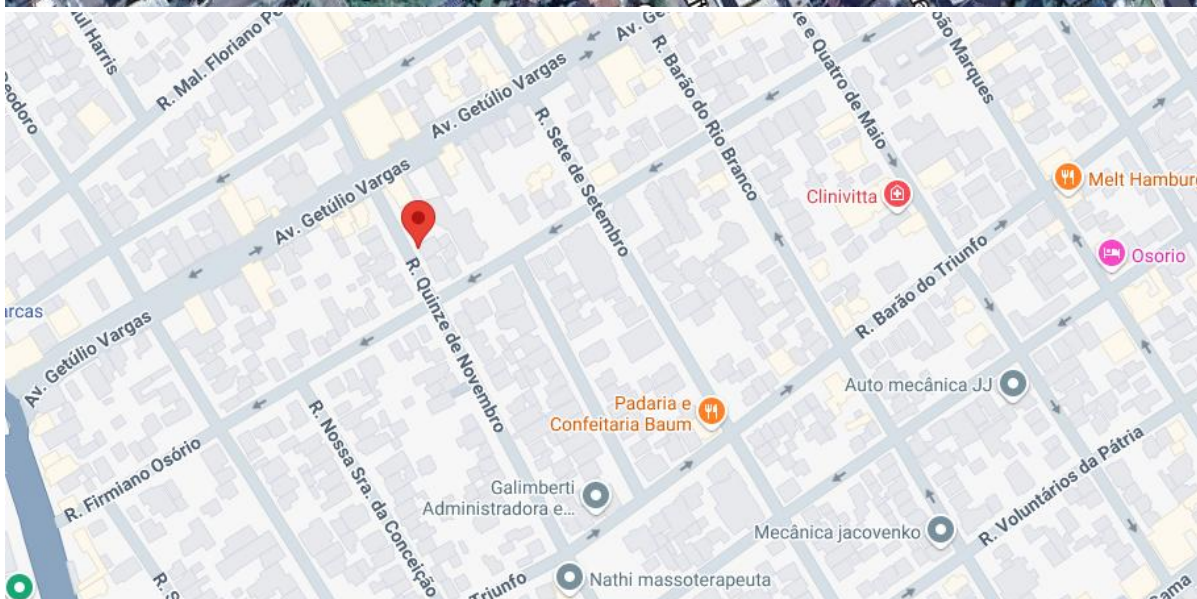 Harris
R. Mal. Floriano
Av. Getúlio Vargas
R. Barão do Rio Branco
e Quatro de Maio
João Marques
R. Sete de Setembro
Av. Getúlio Vargas
Clinivitta
Melt Hambur
Osorio
R. Quinze de Novembro
R. Barão do Triunfo
Av. Getúlio Vargas
Auto mecânica JJ
Padaria e
Confeitaria Baum
R. Firmiano Osório
R. Nossa Sra. da Conceição
Galimberti
Administradora e...
R. Voluntários da Pátria
Mecânica jacovenko
Triunfo
Nathi massoterapeuta